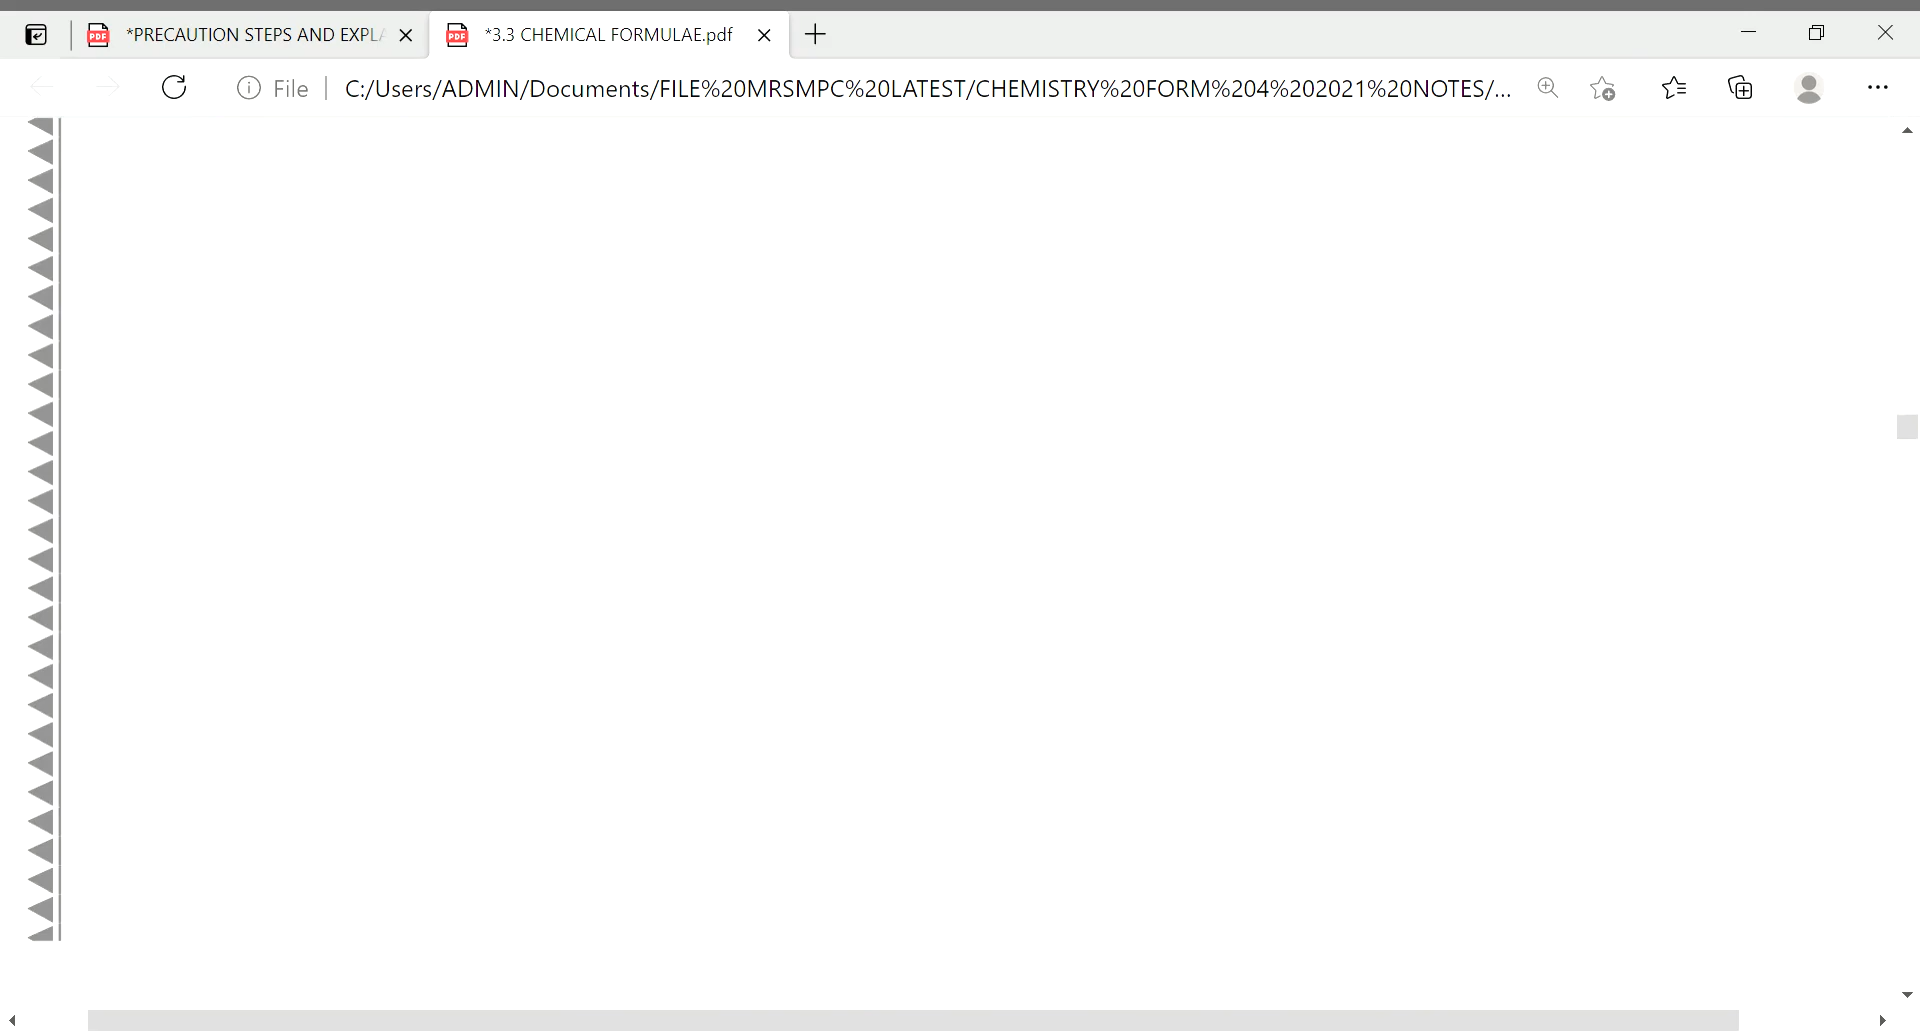 *PRECAUTION STEPS AND EXPLA
*3.3 CHEMICAL FORMULAE.pdf
File
C:/Users/ADMIN/Documents/FILE%20MRSMPC%20LATEST/CHEMISTRY%20FORM%204%202021%20NOTES/...